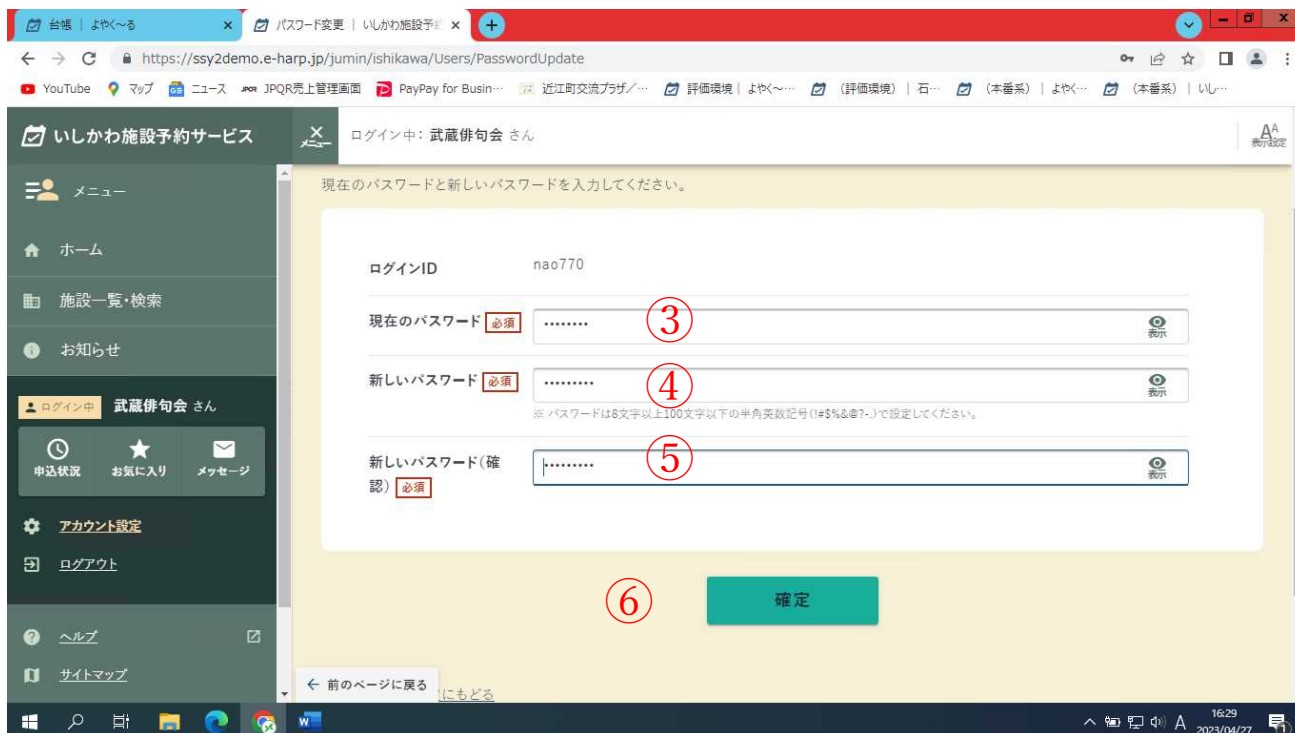 台帳 | よやく～る
パスワード変更 | いしかわ施設予約
https://ssy2demo.e-harp.jp/jumin/ishikawa/Users/PasswordUpdate
YouTube マップ ニュース JPQR売上管理画面 PayPay for Busin… 近江町交流プラザ/… 評価環境 | よやく～… (評価環境) | 石… (本番系) | よやく… (本番系) | いし…
いしかわ施設予約サービス
メニュー
ログイン中: 武蔵俳句会 さん
AA
表示設定
メニュー
ホーム
施設一覧・検索
お知らせ
ログイン中 武蔵俳句会 さん
申込状況 お気に入り メッセージ
アカウント設定
ログアウト
ヘルプ
サイトマップ
現在のパスワードと新しいパスワードを入力してください。
ログインID nao770
現在のパスワード 必須 ········ ③ 表示
新しいパスワード 必須 ········· ④ 表示
※ パスワードは8文字以上100文字以下の半角英数記号(!#$%&@?-.)で設定してください。
新しいパスワード(確
認) 必須 ········· ⑤ 表示
⑥ 確定
← 前のページに戻る
にもどる
A 16:29
2023/04/27